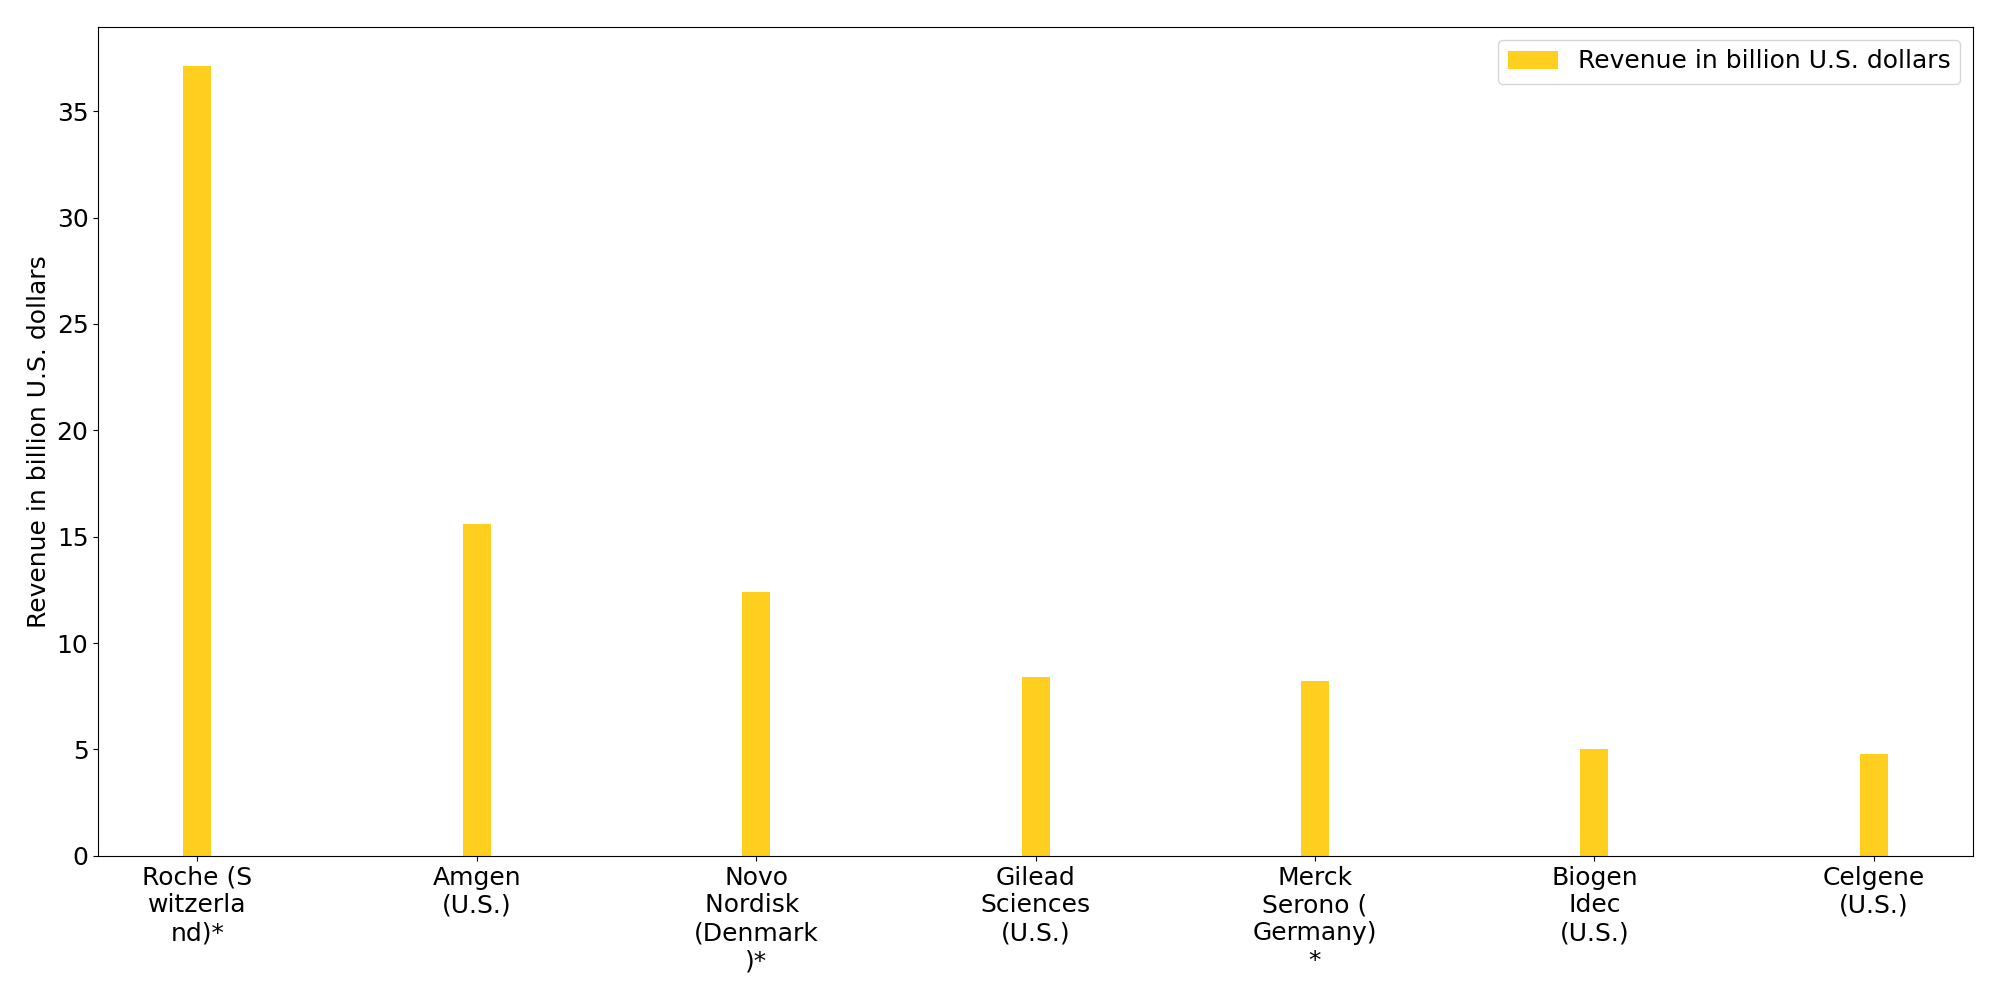 Revenue in billion U.S. dollars
Revenue in billion U.S. dollars
35
30
25
20
15
10
5
0
Roche (S
witzerla
nd)*
Amgen
(U.S.)
Novo
Nordisk
(Denmark
)*
Gilead
Sciences
(U.S.)
Merck
Serono (
Germany)
*
Biogen
Idec
(U.S.)
Celgene
(U.S.)